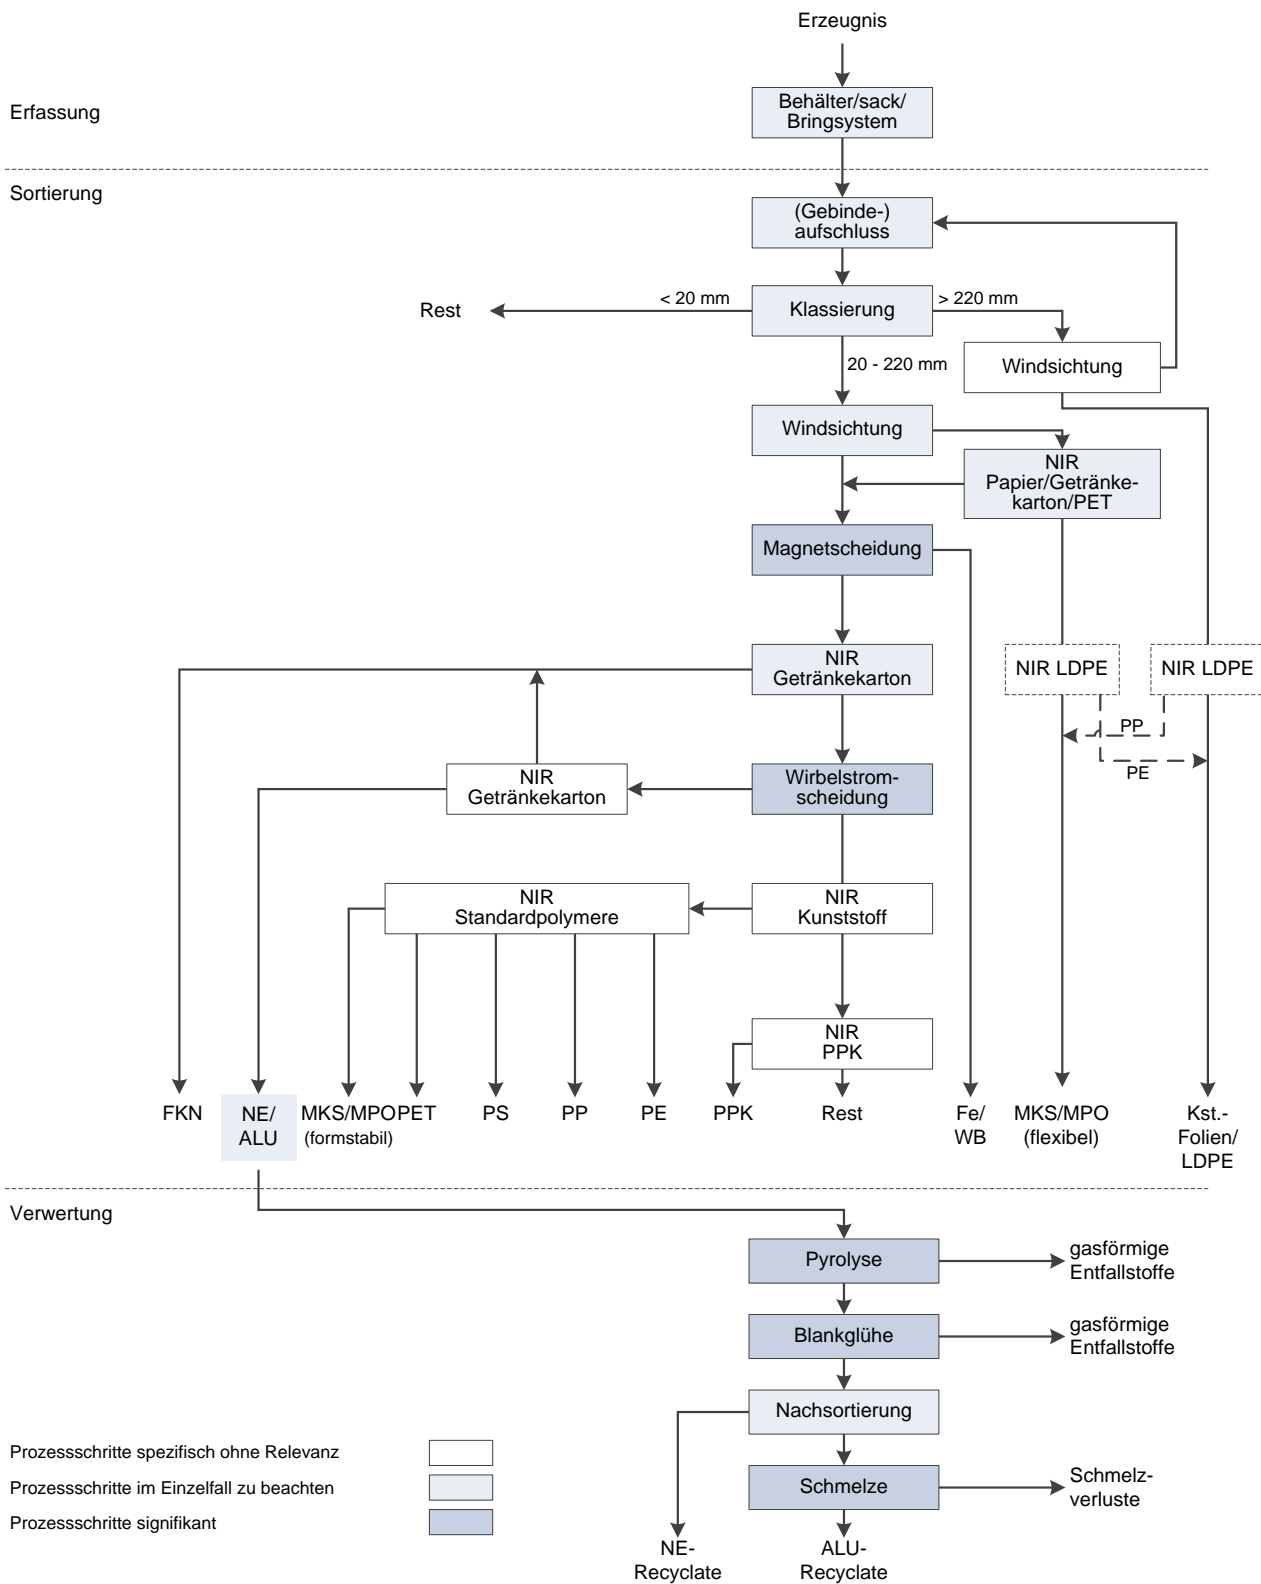 Erzeugnis
Erfassung
Behälter/sack/
Bringsystem
Sortierung
(Gebinde-)
aufschluss
Rest
< 20 mm
Klassierung
> 220 mm
20 - 220 mm
Windsichtung
Windsichtung
NIR
Papier/Getränke-
karton/PET
Magnetscheidung
NIR
Getränkekarton
NIR LDPE
NIR LDPE
PP
PE
NIR
Getränkekarton
Wirbelstrom-
scheidung
NIR
Standardpolymere
NIR
Kunststoff
NIR
PPK
FKN
NE/
ALU
MKS/MPO
(formstabil)
PET
PS
PP
PE
PPK
Rest
Fe/
WB
MKS/MPO
(flexibel)
Kst.-
Folien/
LDPE
Verwertung
Pyrolyse
gasförmige
Entfallstoffe
Blankglühe
gasförmige
Entfallstoffe
Nachsortierung
Schmelze
Schmelz-
verluste
NE-
Recyclate
ALU-
Recyclate
Prozessschritte spezifisch ohne Relevanz
Prozessschritte im Einzelfall zu beachten
Prozessschritte signifikant